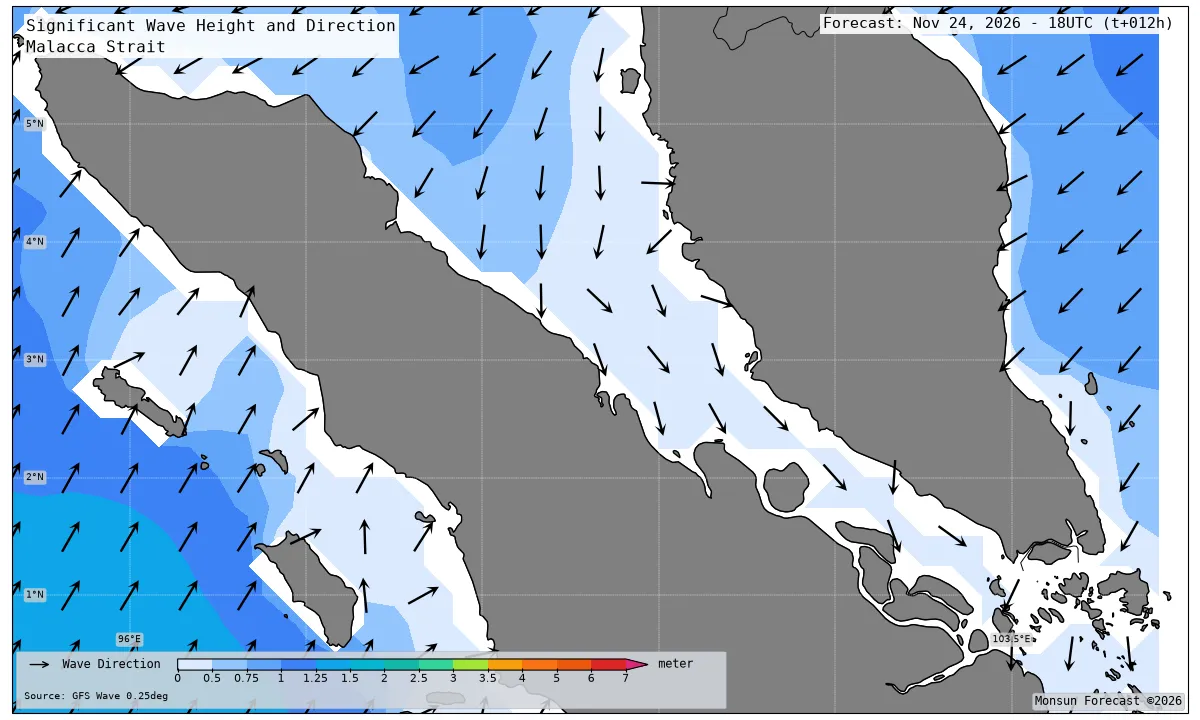 Significant Wave Height and Direction
Malacca Strait
Forecast: Nov 24, 2026 - 18UTC (t+012h)
5°N
4°N
3°N
2°N
1°N
96°E
103.5°E
Wave Direction
meter
0 0.5 0.75 1 1.25 1.5 2 2.5 3 3.5 4 5 6 7
Source: GFS Wave 0.25deg
Monsun Forecast ©2026